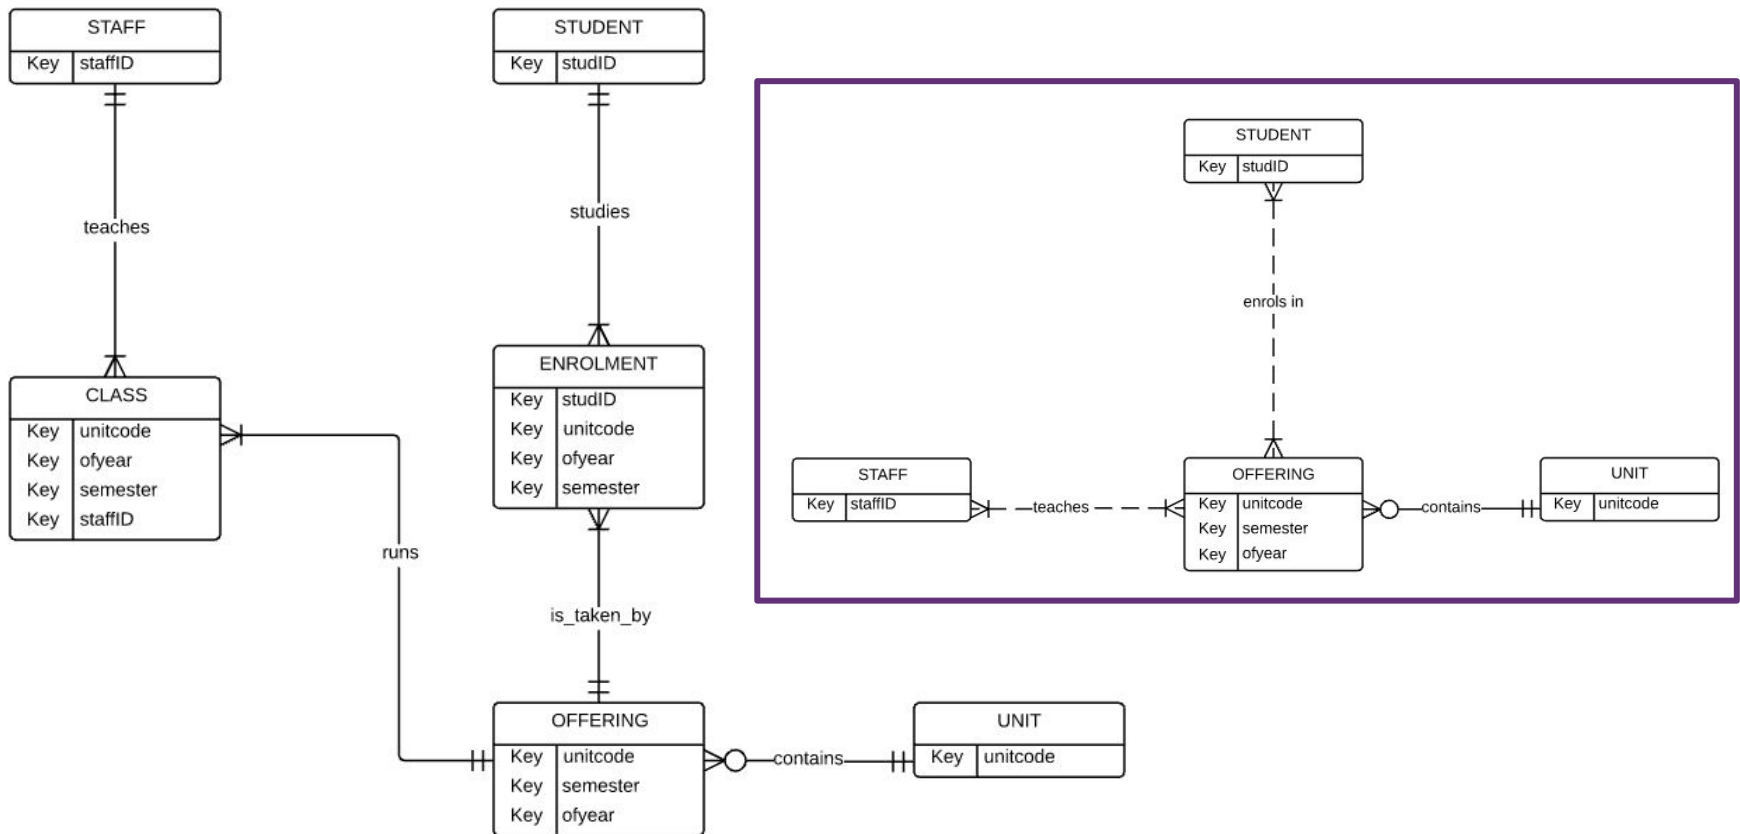 STAFF
Key staffID
teaches
CLASS
Key unitcode
Key ofyear
Key semester
Key staffID
runs
STUDENT
Key studID
studies
ENROLMENT
Key studID
Key unitcode
Key ofyear
Key semester
is_taken_by
OFFERING
Key unitcode
Key semester
Key ofyear
contains
UNIT
Key unitcode
STUDENT
Key studID
enrols in
STAFF
Key staffID
teaches
OFFERING
Key unitcode
Key semester
Key ofyear
contains
UNIT
Key unitcode